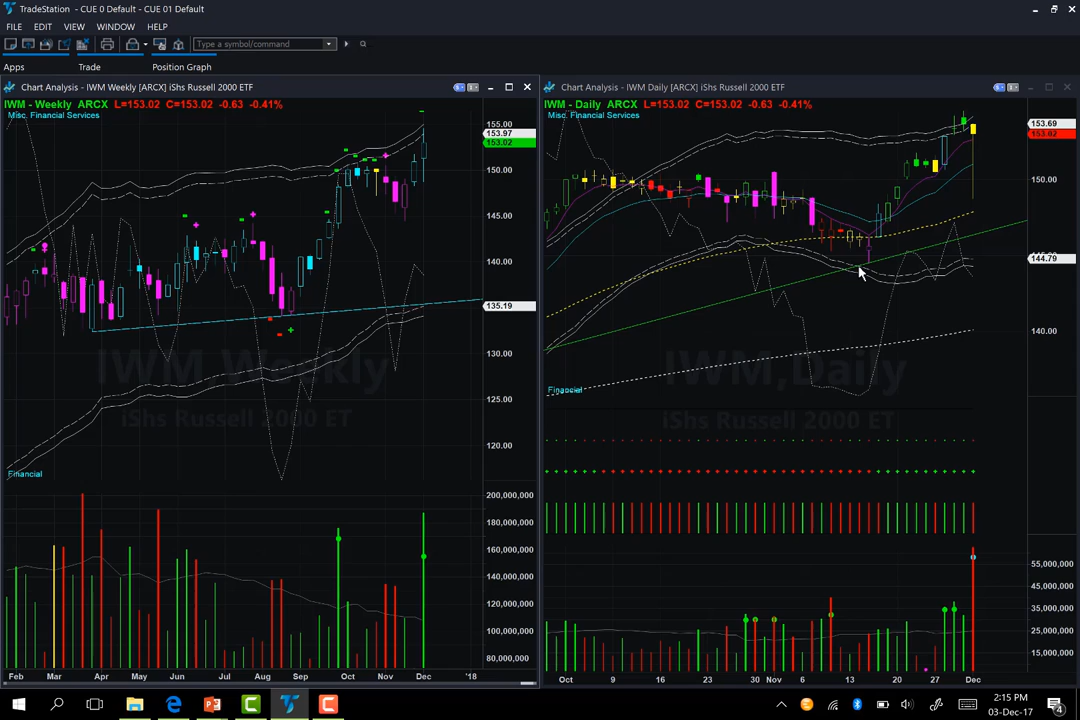 TradeStation - CUE 0 Default - CUE 01 Default
FILE EDIT VIEW WINDOW HELP
Type a symbol/command
Apps Trade Position Graph
Chart Analysis - IWM Weekly [ARCX] iShs Russell 2000 ETF
IWM - Weekly ARCX L=153.02 C=153.02 -0.63 -0.41%
Misc. Financial Services
155.00
153.97
153.02
150.00
145.00
140.00
135.19
130.00
125.00
120.00
IWM Weekly
iShs Russell 2000 ET
Financial
200,000,000
180,000,000
160,000,000
140,000,000
120,000,000
100,000,000
80,000,000
Feb Mar Apr May Jun Jul Aug Sep Oct Nov Dec '18
Chart Analysis - IWM Daily [ARCX] iShs Russell 2000 ETF
IWM - Daily ARCX L=153.02 C=153.02 -0.63 -0.41%
Misc. Financial Services
153.69
153.02
150.00
144.79
140.00
IWM,Daily
iShs Russell 2000 ET
Financial
55,000,000
45,000,000
35,000,000
25,000,000
15,000,000
Oct 9 16 23 30 Nov 6 13 20 27 Dec
2:15 PM
03-Dec-17
4